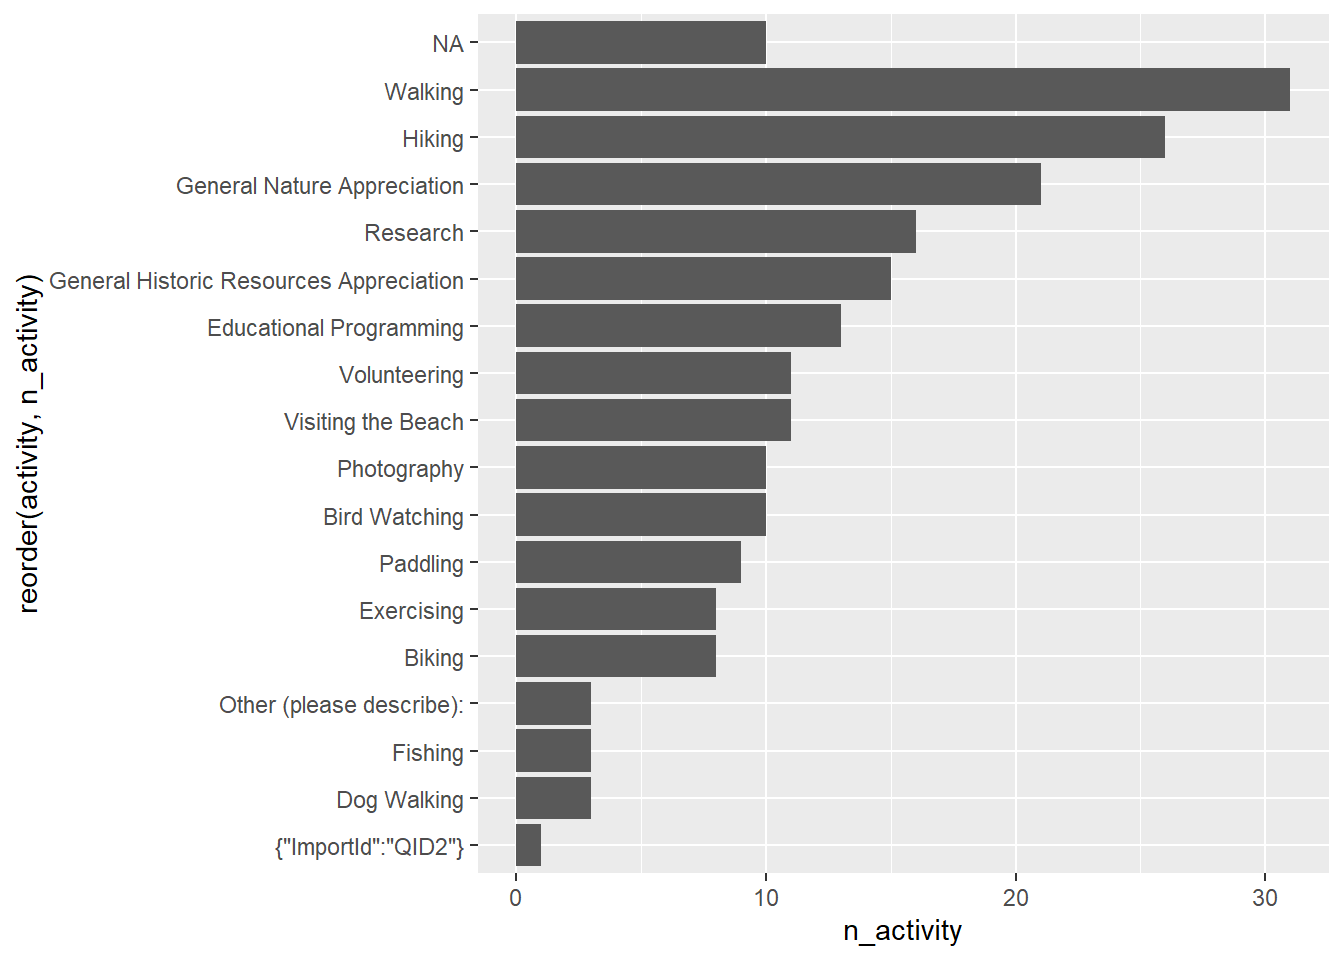 NA
Walking
Hiking
General Nature Appreciation
Research
General Historic Resources Appreciation
Educational Programming
Volunteering
Visiting the Beach
Photography
Bird Watching
Paddling
Exercising
Biking
Other (please describe):
Fishing
Dog Walking
{"ImportId":"QID2"}
reorder(activity, n_activity)
0 10 20 30
n_activity